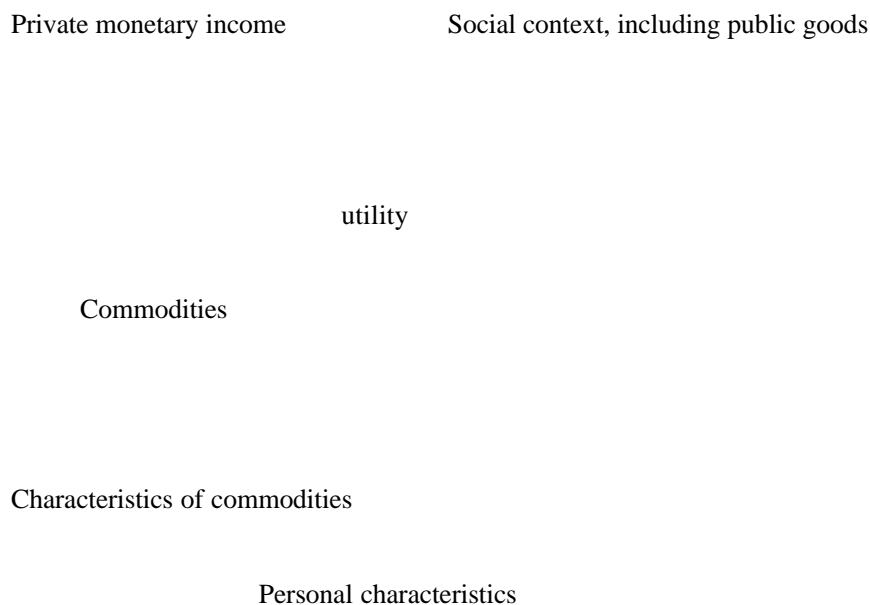 Private monetary income Social context, including public goods
utility
Commodities
Characteristics of commodities
Personal characteristics